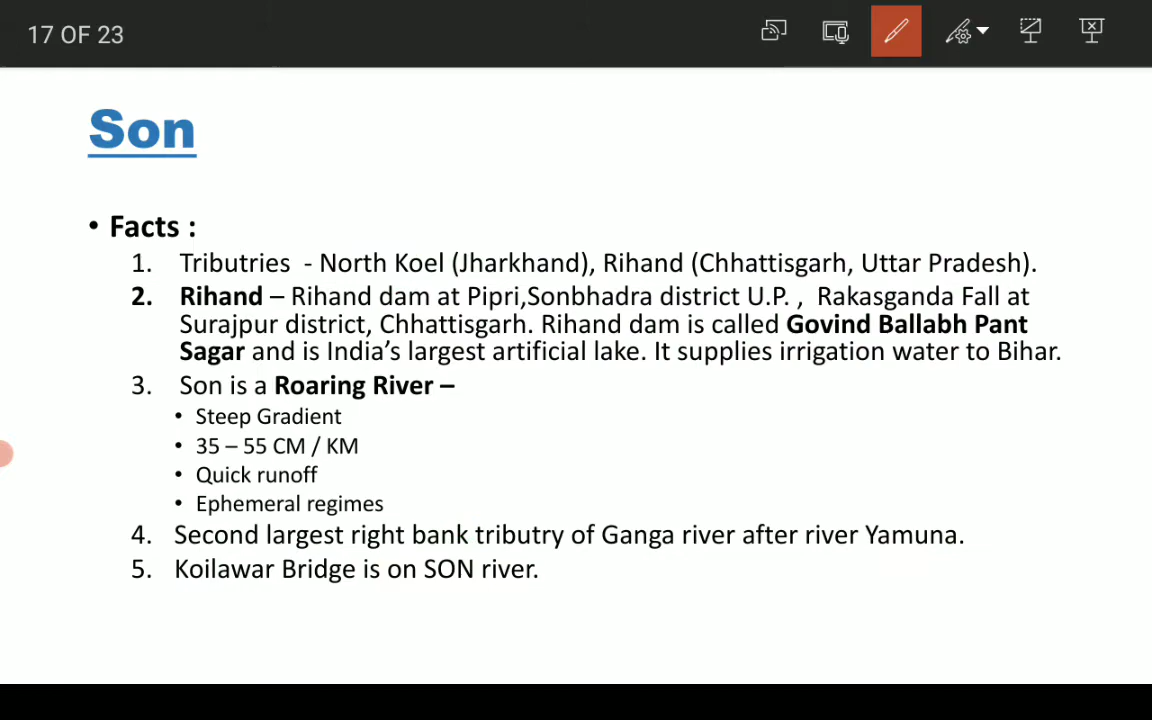 17 OF 23
Son
• Facts :
1. Tributries - North Koel (Jharkhand), Rihand (Chhattisgarh, Uttar Pradesh).
2. Rihand – Rihand dam at Pipri,Sonbhadra district U.P. , Rakasganda Fall at
Surajpur district, Chhattisgarh. Rihand dam is called Govind Ballabh Pant
Sagar and is India’s largest artificial lake. It supplies irrigation water to Bihar.
3. Son is a Roaring River –
• Steep Gradient
• 35 – 55 CM / KM
• Quick runoff
• Ephemeral regimes
4. Second largest right bank tributry of Ganga river after river Yamuna.
5. Koilawar Bridge is on SON river.